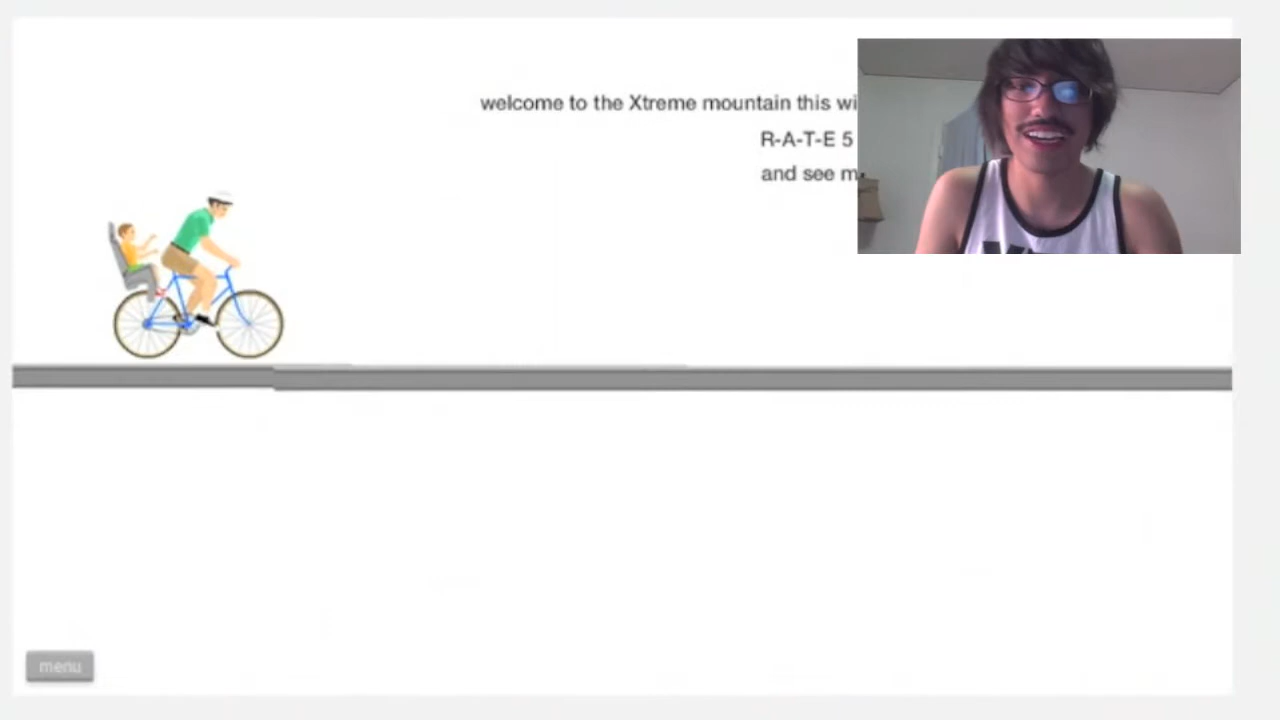 welcome to the Xtreme mountain this wi
R-A-T-E 5
and see m
menu